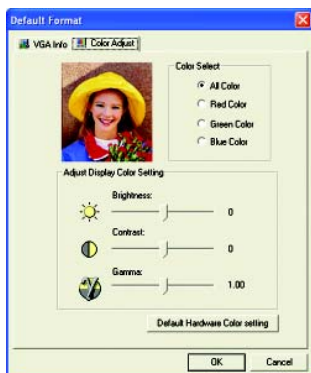 Default Format
VGA Info
Color Adjust
Color Select
All Color
Red Color
Green Color
Blue Color
Adjust Display Color Setting
Brightness:
0
Contrast:
0
Gamma:
1.00
Default Hardware Color setting
OK
Cancel